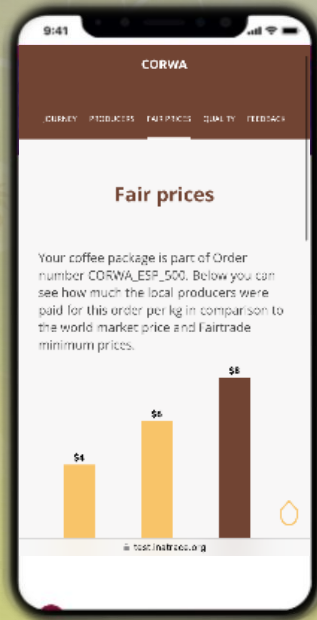 9:41
CORWA
JOURNEY PRODUCERS FAIR PRICES QUALITY FEEDBACK
Fair prices
Your coffee package is part of Order
number CORWA_ESP_500. Below you can
see how much the local producers were
paid for this order per kg in comparison to
the world market price and Fairtrade
minimum prices.
$8
$6
$4
test.inatrace.org